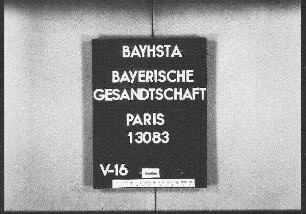 BAYHSTA
BAYERISCHE
GESANDTSCHAFT
PARIS
13083
V-16